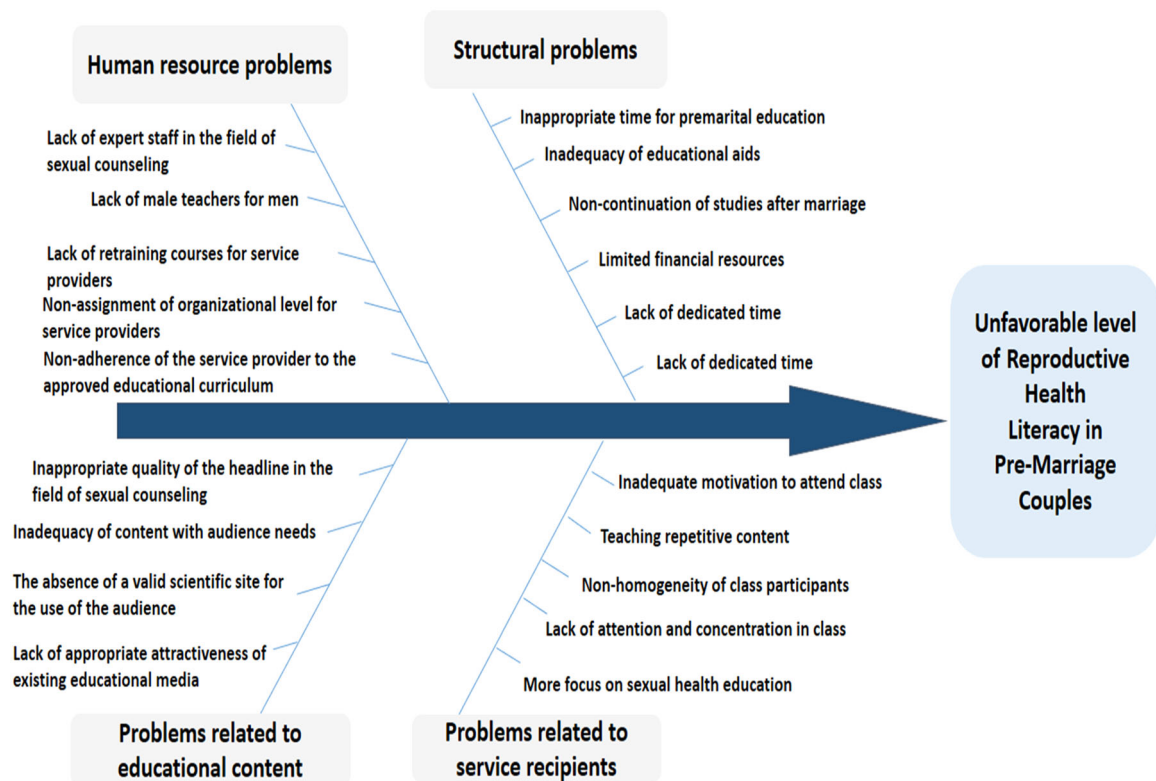 Human resource problems
Lack of expert staff in the field of
sexual counseling
Lack of male teachers for men
Lack of retraining courses for service
providers
Non-assignment of organizational level for
service providers
Non-adherence of the service provider to the
approved educational curriculum
Structural problems
Inappropriate time for premarital education
Inadequacy of educational aids
Non-continuation of studies after marriage
Limited financial resources
Lack of dedicated time
Lack of dedicated time
Unfavorable level
of Reproductive
Health
Literacy in
Pre-Marriage
Couples
Inappropriate quality of the headline in the
field of sexual counseling
Inadequacy of content with audience needs
The absence of a valid scientific site for
the use of the audience
Lack of appropriate attractiveness of
existing educational media
Problems related to
educational content
Inadequate motivation to attend class
Teaching repetitive content
Non-homogeneity of class participants
Lack of attention and concentration in class
More focus on sexual health education
Problems related to
service recipients